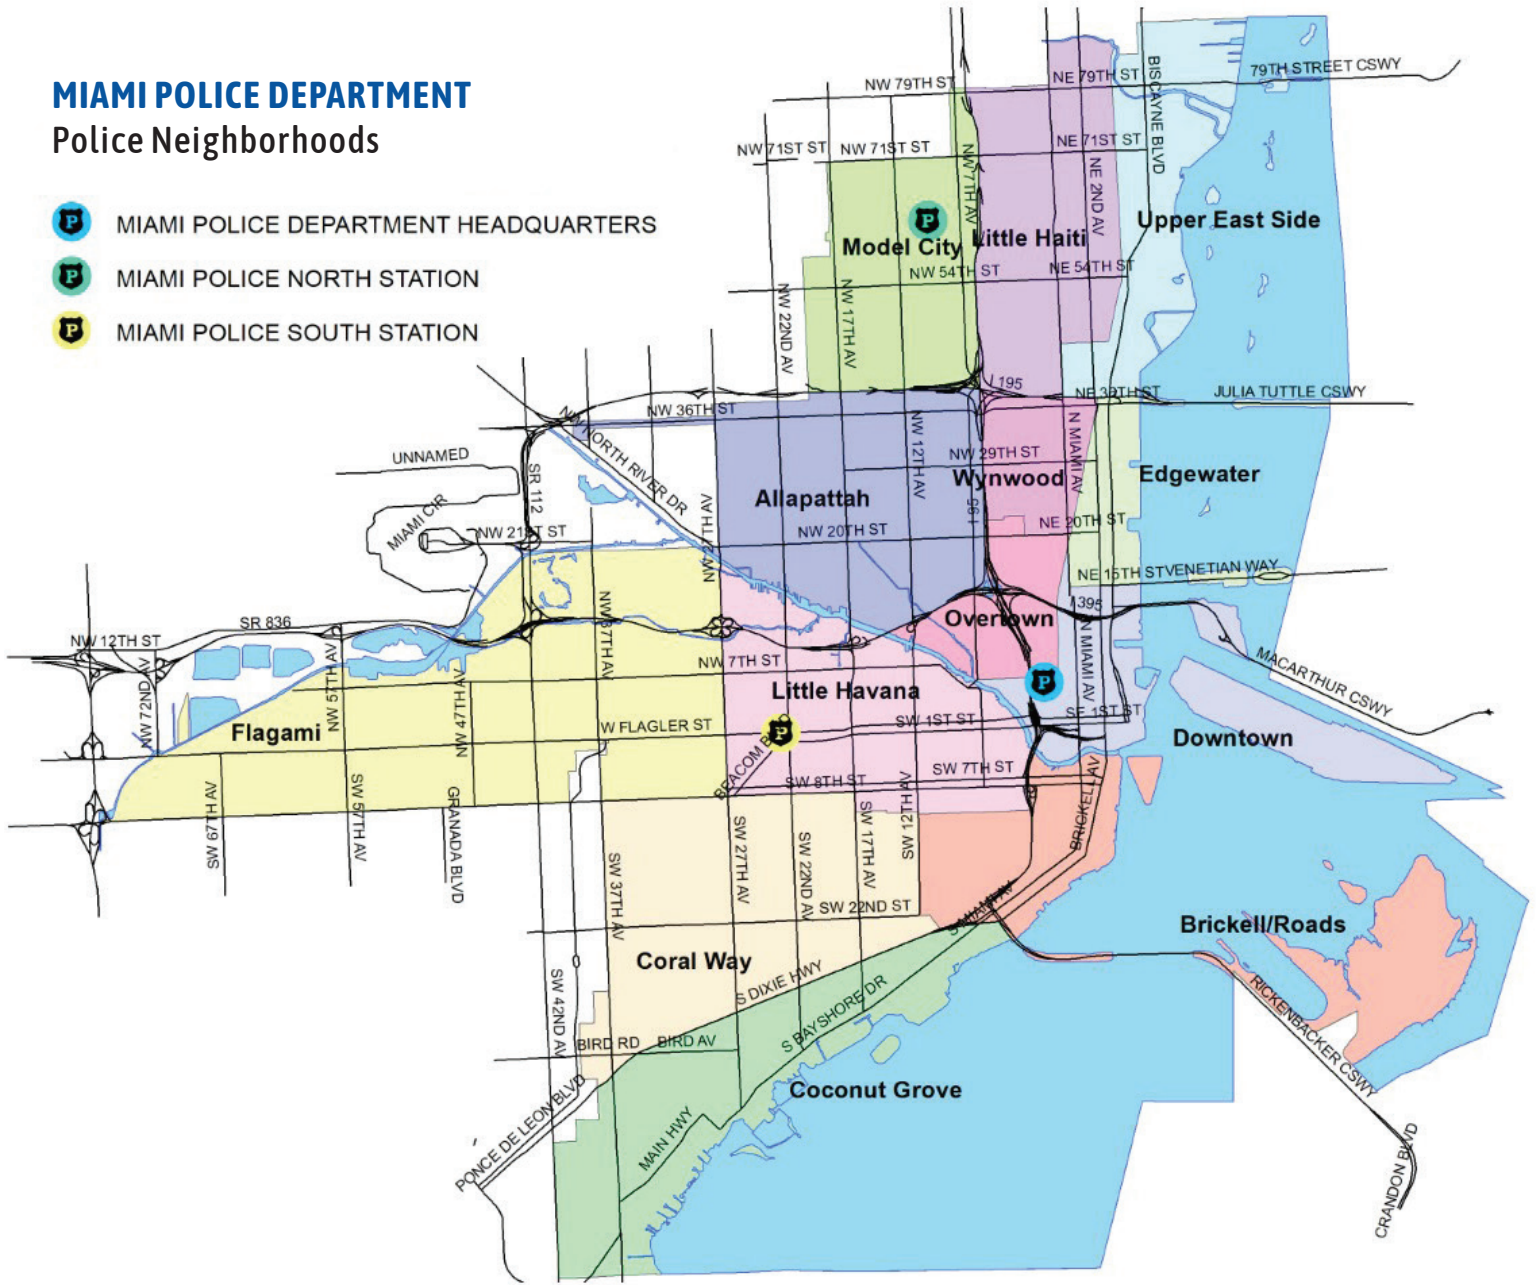 MIAMI POLICE DEPARTMENT
Police Neighborhoods
MIAMI POLICE DEPARTMENT HEADQUARTERS
MIAMI POLICE NORTH STATION
MIAMI POLICE SOUTH STATION
79TH STREET CSWY
NE 79TH ST
NW 79TH ST
BISCAYNE BLVD
NE 71ST ST
NW 71ST ST
NW 71ST ST
NW 7TH AV
NE 2ND AV
Upper East Side
Little Haiti
Model City
NE 54TH ST
NW 54TH ST
NW 22ND AV
NW 17TH AV
I 195
NE 39TH ST
JULIA TUTTLE CSWY
NW 36TH ST
NW NORTH RIVER DR
NW 12TH AV
N MIAMI AV
UNNAMED
NW 29TH ST
SR 112
Wynwood
Edgewater
Allapattah
I 95
MIAMI CIR
NW 21ST ST
NW 27TH AV
NW 20TH ST
NE 20TH ST
NE 15TH ST
VENETIAN WAY
I 395
NW 37TH AV
SR 836
NW 12TH ST
Overtown
N MIAMI AV
MACARTHUR CSWY
NW 7TH ST
NW 72ND AV
NW 57TH AV
NW 47TH AV
Little Havana
SE 1ST ST
SW 1ST ST
W FLAGLER ST
Flagami
Downtown
SW 7TH ST
SW 8TH ST
BRICKELL AV
SW 67TH AV
SW 57TH AV
GRANADA BLVD
SW 37TH AV
SW 27TH AV
SW 22ND AV
SW 17TH AV
SW 12TH AV
SW 22ND ST
S MIAMI AV
Brickell/Roads
Coral Way
S DIXIE HWY
S BAYSHORE DR
SW 42ND AV
RICKENBACKER CSWY
BIRD RD
BIRD AV
Coconut Grove
PONCE DE LEON BLVD
MAIN HWY
CRANDON BLVD